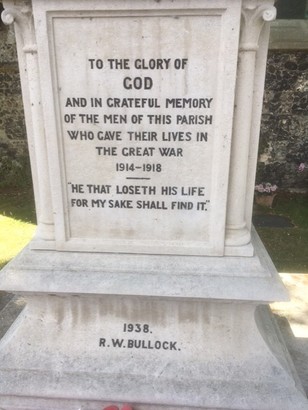 TO THE GLORY OF
GOD
AND IN GRATEFUL MEMORY
OF THE MEN OF THIS PARISH
WHO GAVE THEIR LIVES IN
THE GREAT WAR
1914-1918
"HE THAT LOSETH HIS LIFE
FOR MY SAKE SHALL FIND IT."
1938.
R.W.BULLOCK.